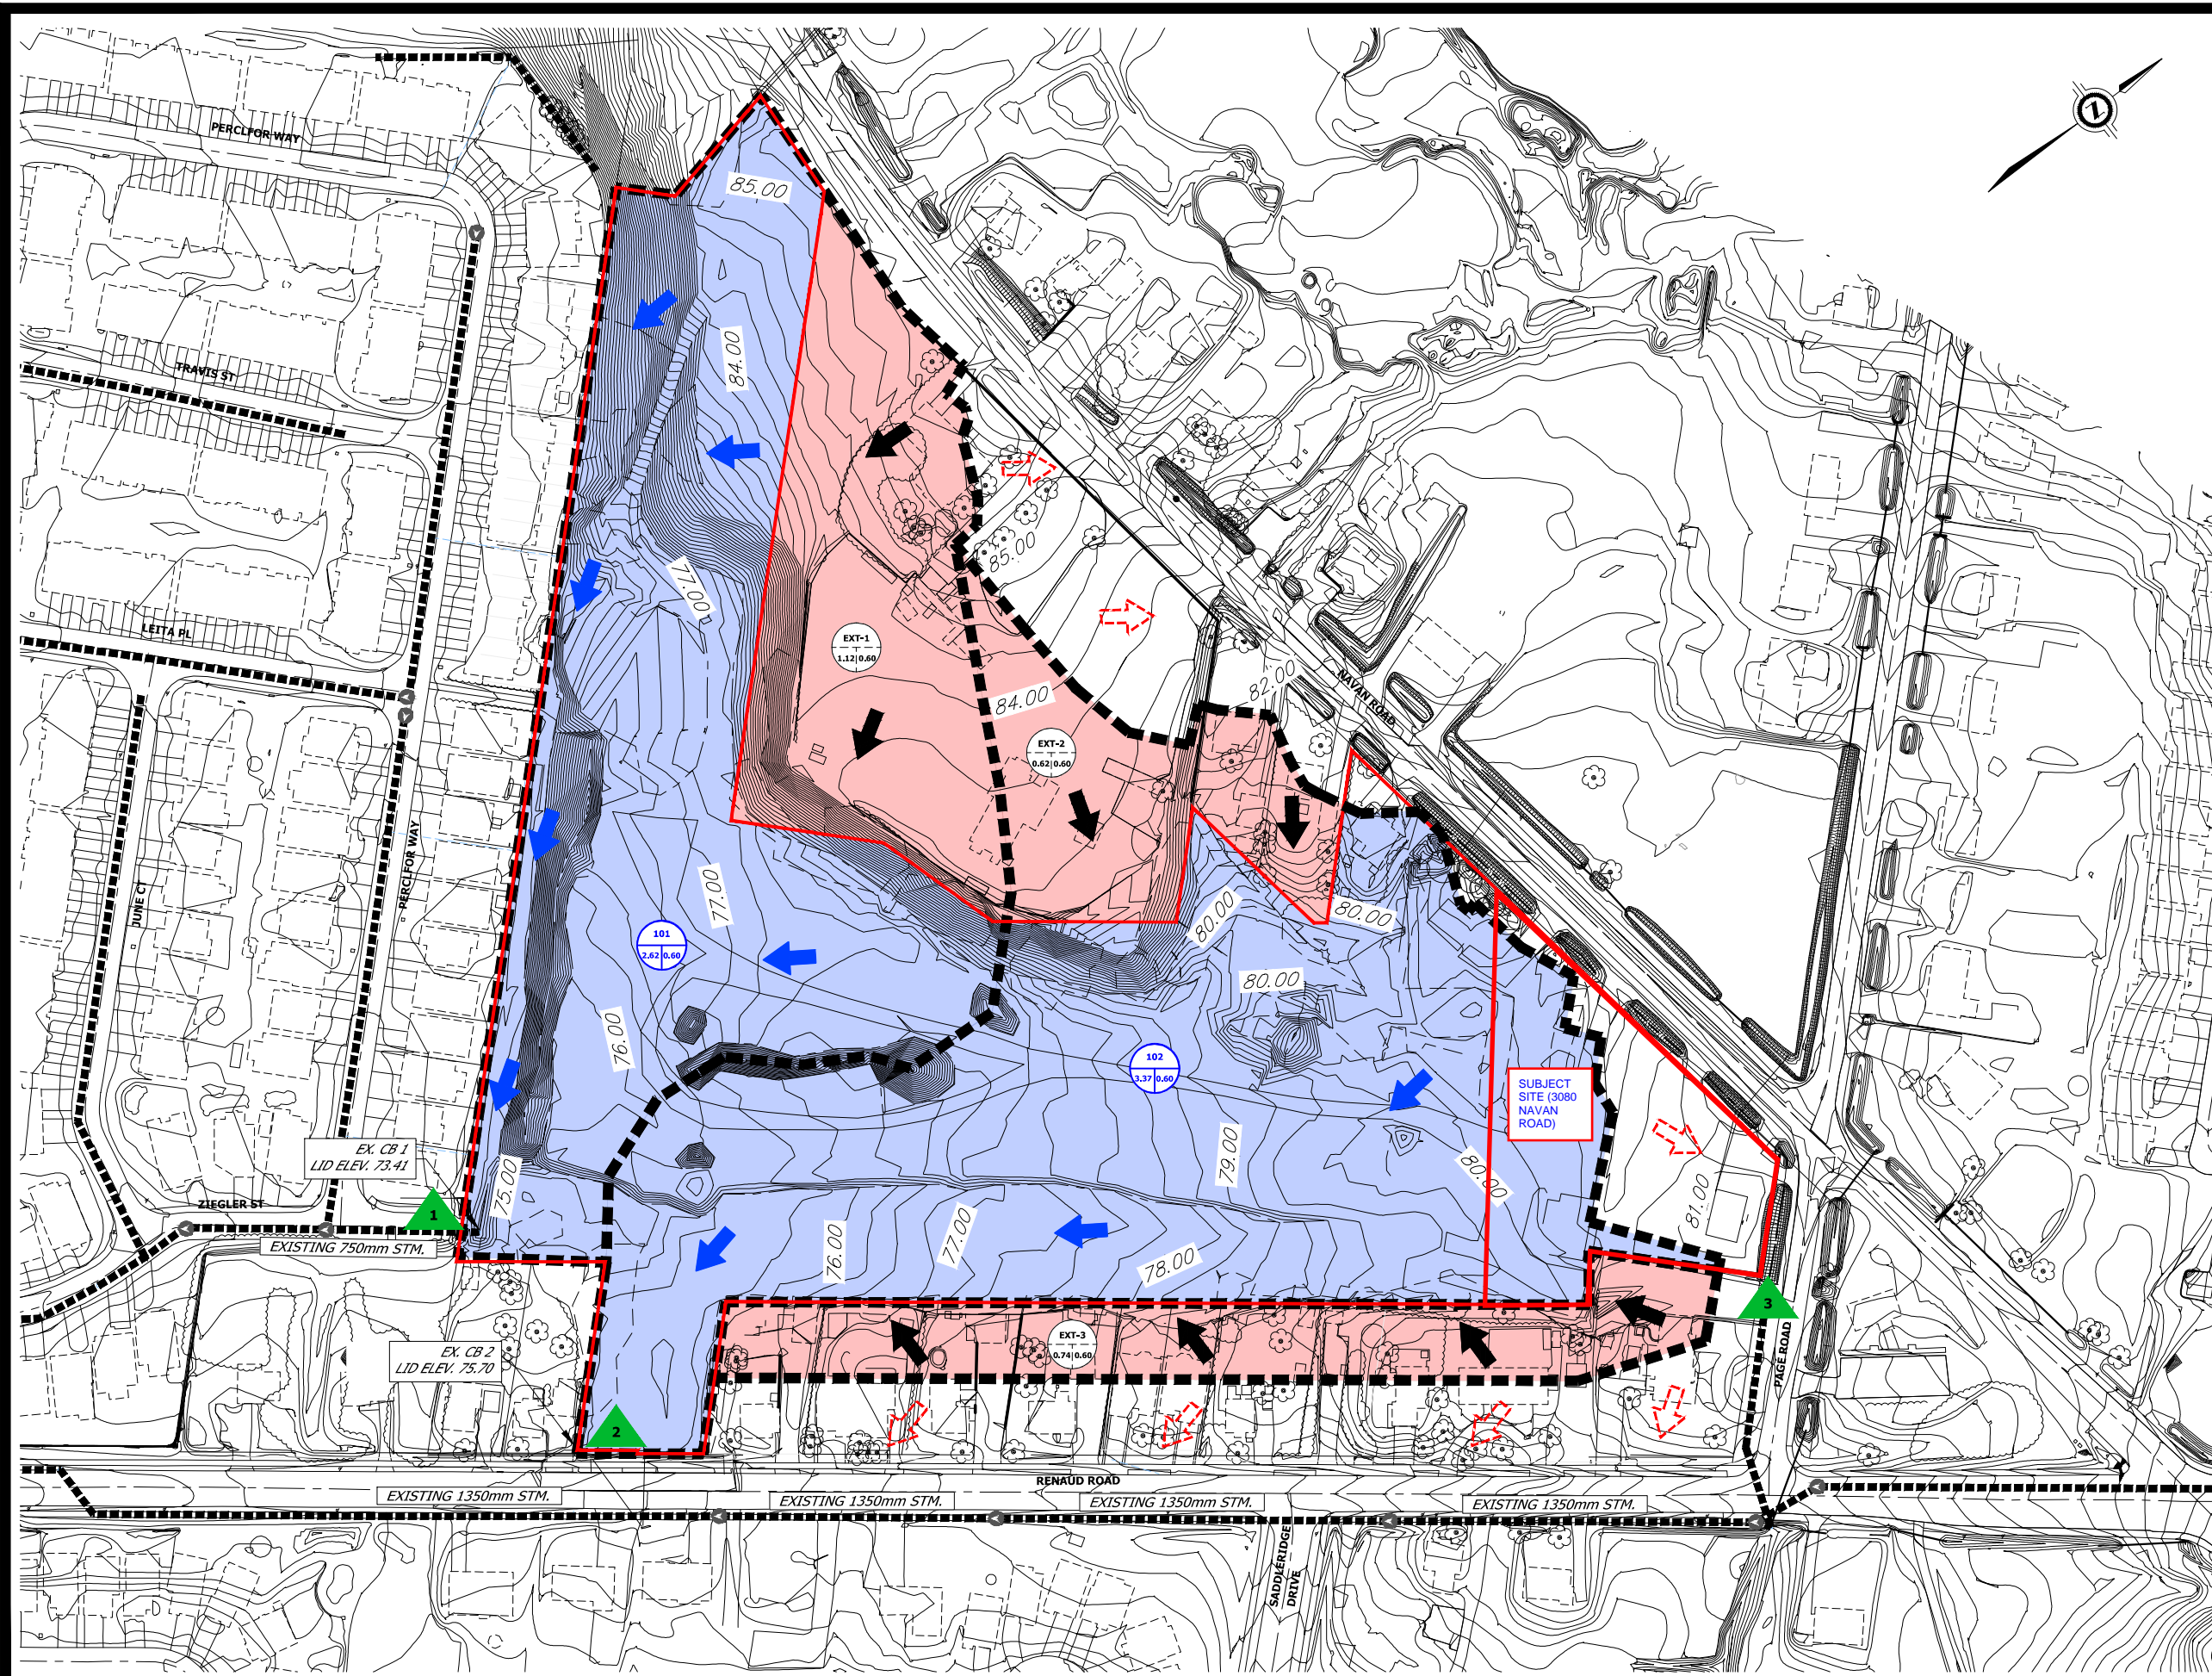 PERCLFOR WAY
85.00
TRAVIS ST
84.00
85.00
77.00
LEITA PL
EXT-1
1.12|0.60
84.00
82.00
NAVAN ROAD
EXT-2
0.62|0.60
JUNE CT
PERCLFOR WAY
77.00
80.00
80.00
101
2.62|0.60
80.00
76.00
102
3.37|0.60
SUBJECT
SITE (3080
NAVAN
ROAD)
EX. CB 1
LID ELEV. 73.41
75.00
79.00
80.00
81.00
ZIEGLER ST
1
EXISTING 750mm STM.
76.00
77.00
78.00
3
PAGE ROAD
EX. CB 2
LID ELEV. 75.70
EXT-3
0.74|0.60
2
RENAUD ROAD
EXISTING 1350mm STM.
EXISTING 1350mm STM.
EXISTING 1350mm STM.
EXISTING 1350mm STM.
SADDLERIDGE
DRIVE
Z